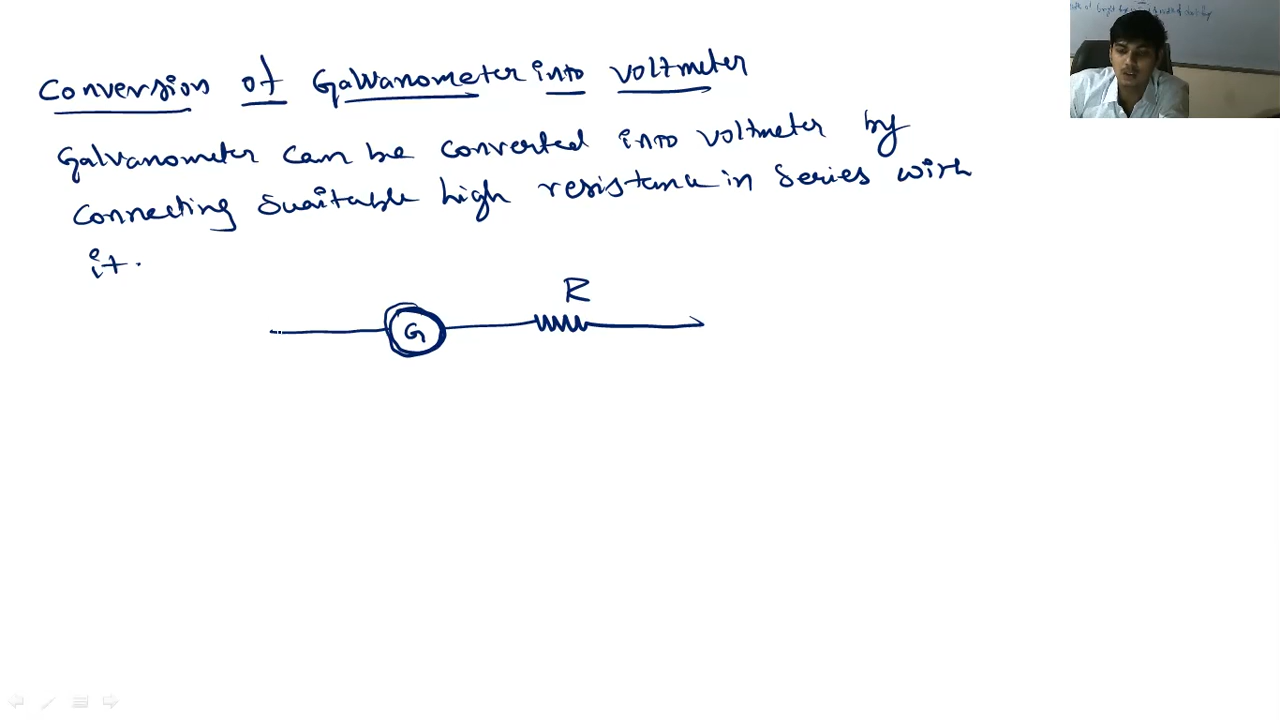 Conversion of Galvanometer into voltmeter
Galvanometer can be converted into voltmeter by
connecting suaitable high resistance in series with
it.
R
G